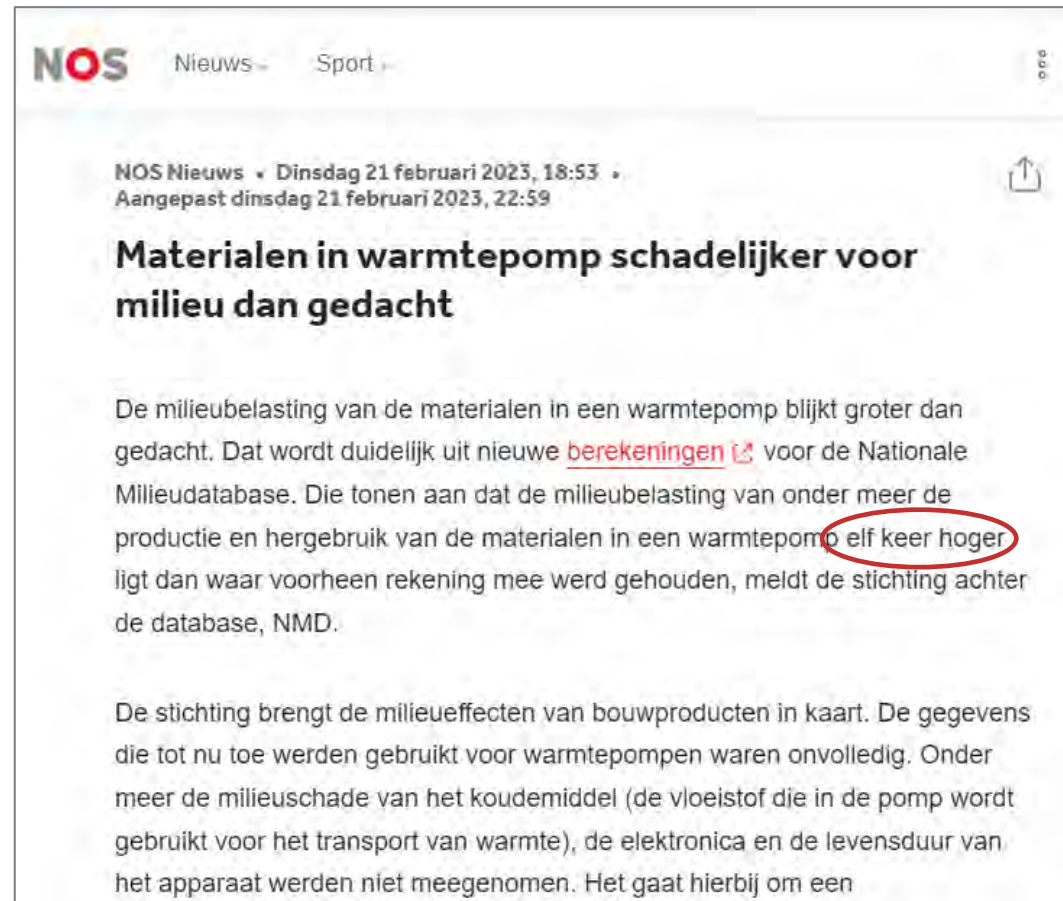 NOS Nieuws Sport
NOS Nieuws • Dinsdag 21 februari 2023, 18:53 •
Aangepast dinsdag 21 februari 2023, 22:59
Materialen in warmtepomp schadelijker voor
milieu dan gedacht
De milieubelasting van de materialen in een warmtepomp blijkt groter dan
gedacht. Dat wordt duidelijk uit nieuwe berekeningen voor de Nationale
Milieudatabase. Die tonen aan dat de milieubelasting van onder meer de
productie en hergebruik van de materialen in een warmtepomp elf keer hoger
ligt dan waar voorheen rekening mee werd gehouden, meldt de stichting achter
de database, NMD.
De stichting brengt de milieueffecten van bouwproducten in kaart. De gegevens
die tot nu toe werden gebruikt voor warmtepompen waren onvolledig. Onder
meer de milieuschade van het koudemiddel (de vloeistof die in de pomp wordt
gebruikt voor het transport van warmte), de elektronica en de levensduur van
het apparaat werden niet meegenomen. Het gaat hierbij om een